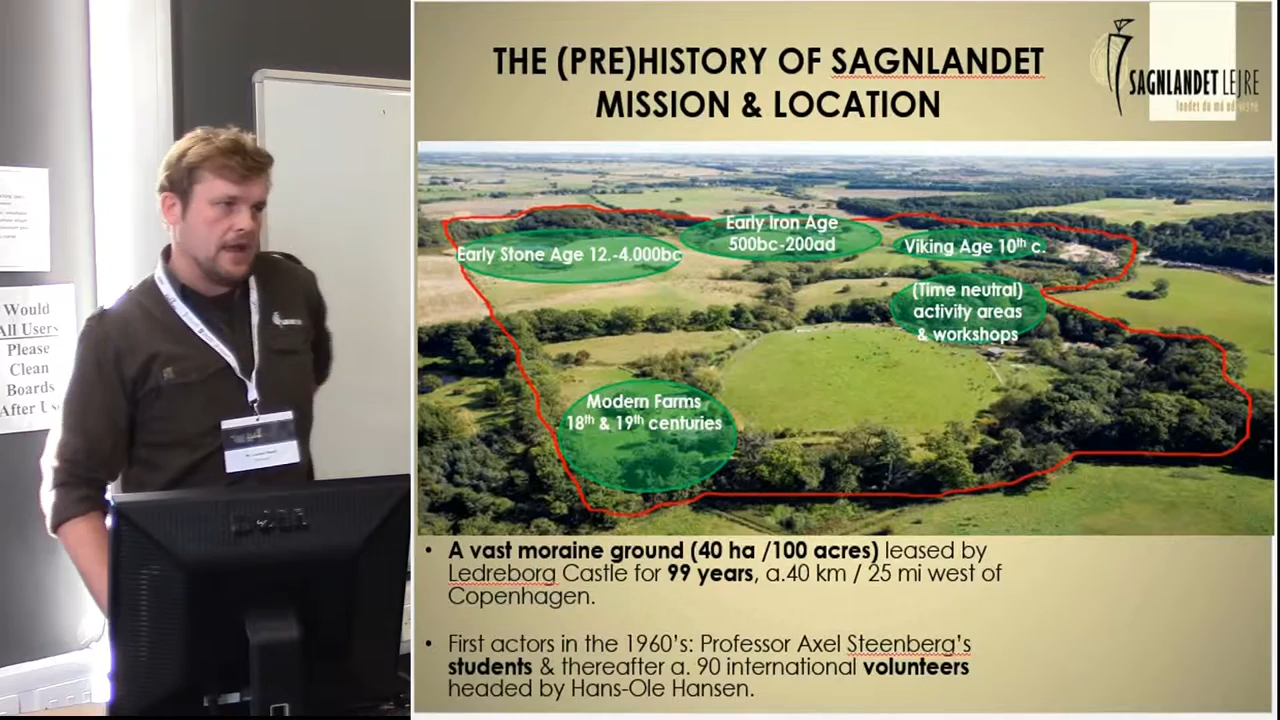 THE (PRE)HISTORY OF SAGNLANDET
MISSION & LOCATION
SAGNLANDET LEJRE
Early Stone Age 12.-4.000bc
Early Iron Age
500bc-200ad
Viking Age 10th c.
(Time neutral)
activity areas
& workshops
Modern Farms
18th & 19th centuries
• A vast moraine ground (40 ha /100 acres) leased by
Ledreborg Castle for 99 years, a.40 km / 25 mi west of
Copenhagen.
• First actors in the 1960's: Professor Axel Steenberg's
students & thereafter a. 90 international volunteers
headed by Hans-Ole Hansen.
Would
All Users
Please
Clean
Boards
After
DELL